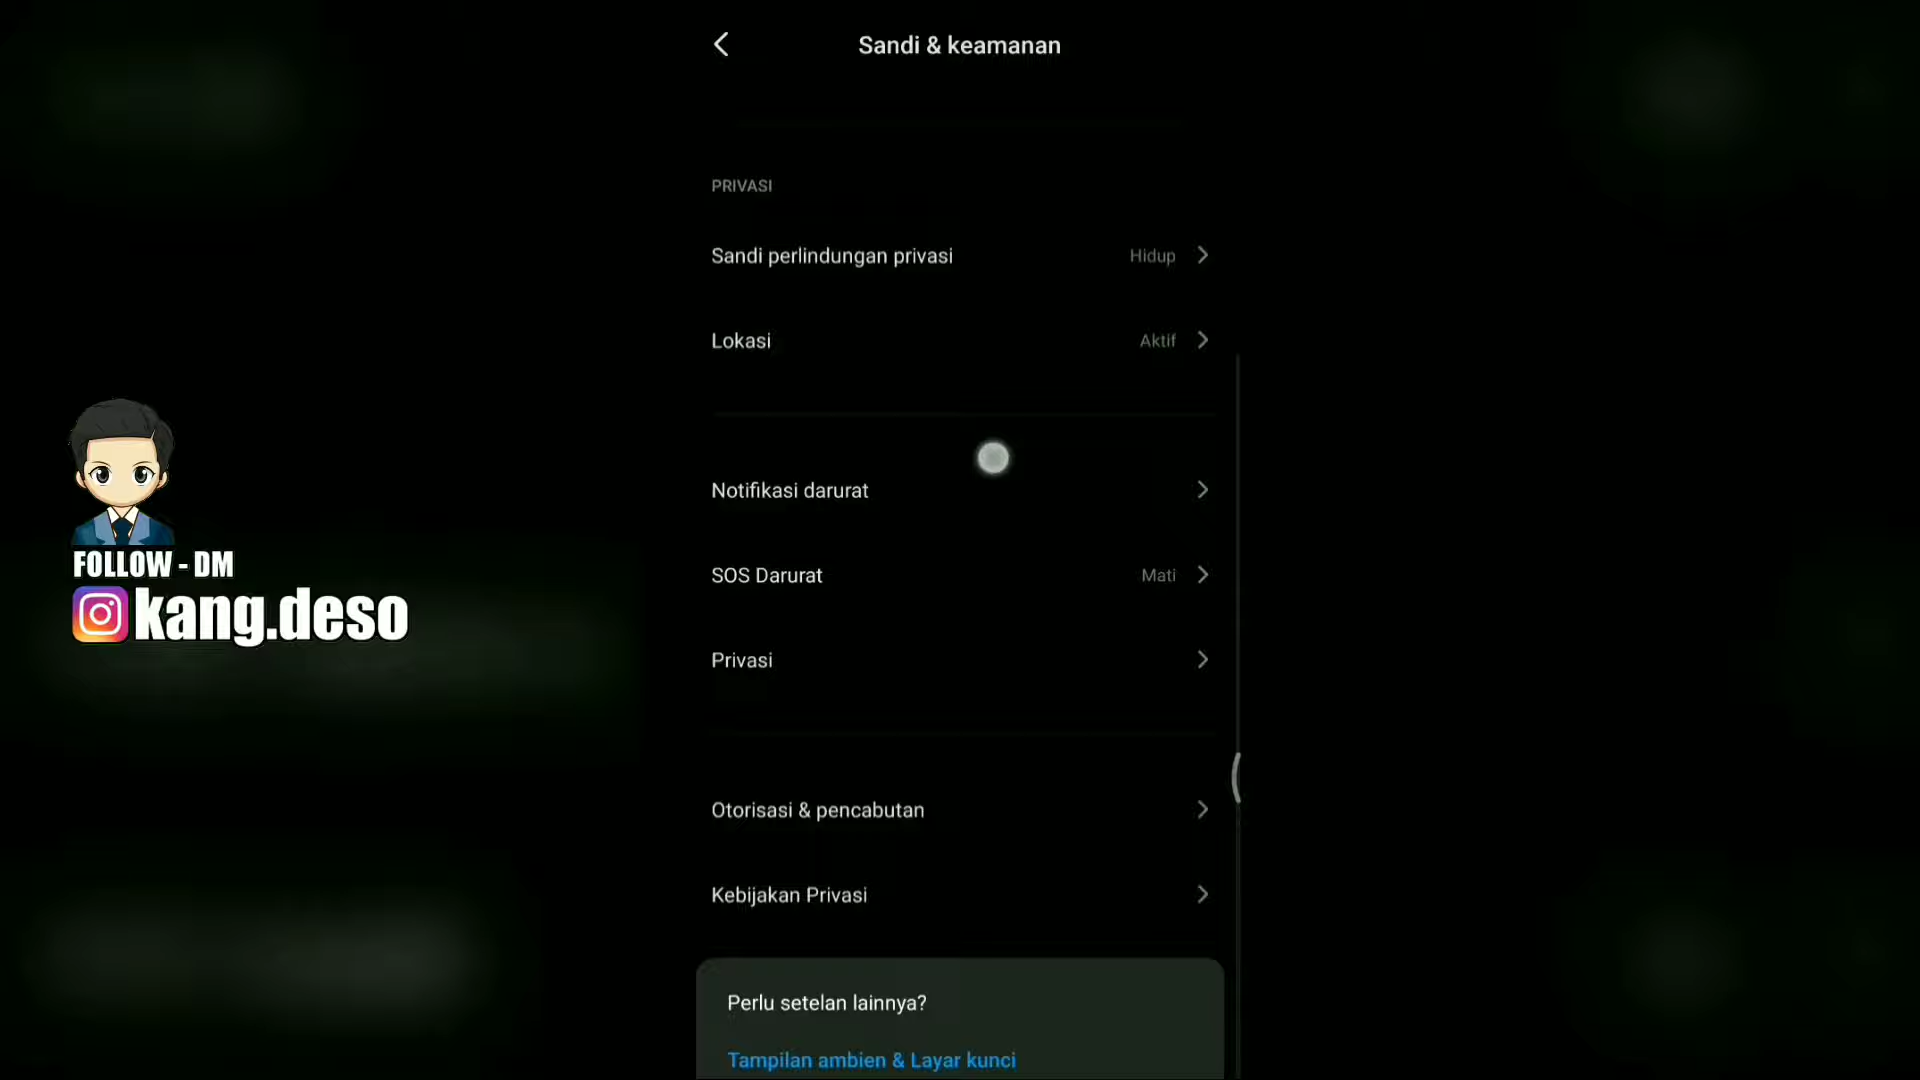 Sandi & keamanan
PRIVASI
Sandi perlindungan privasi Hidup
Lokasi Aktif
Notifikasi darurat
SOS Darurat Mati
Privasi
Otorisasi & pencabutan
Kebijakan Privasi
Perlu setelan lainnya?
Tampilan ambien & Layar kunci
FOLLOW - DM
kang.deso